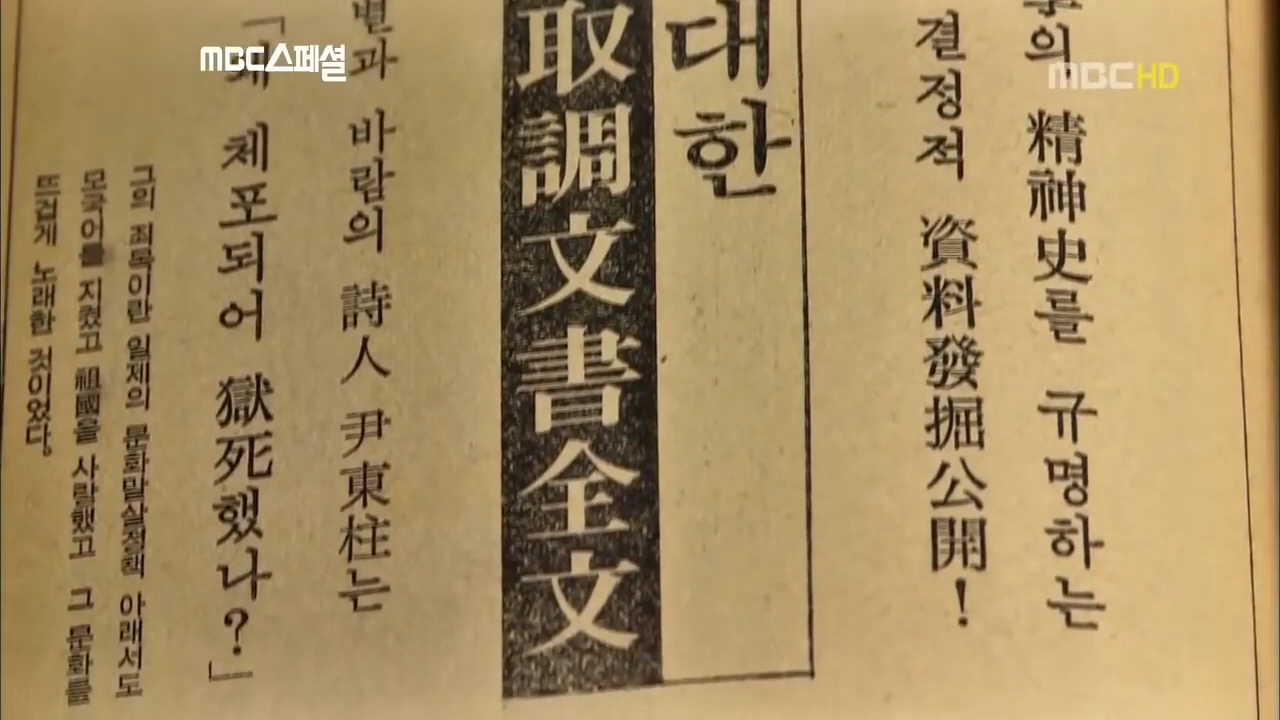 MBC스페셜
MBC HD
의 精神史를 규명하는
결정적 資料發掘公開!
대한
取調文書全文
별과 바람의 詩人 尹東柱는
「왜 체포되어 獄死했나?」
그의 죄목이란 일제의 문화말살정책 아래서도
모국어를 지켰고 祖國을 사랑했고 그 문화를
뜨겁게 노래한 것이었다.